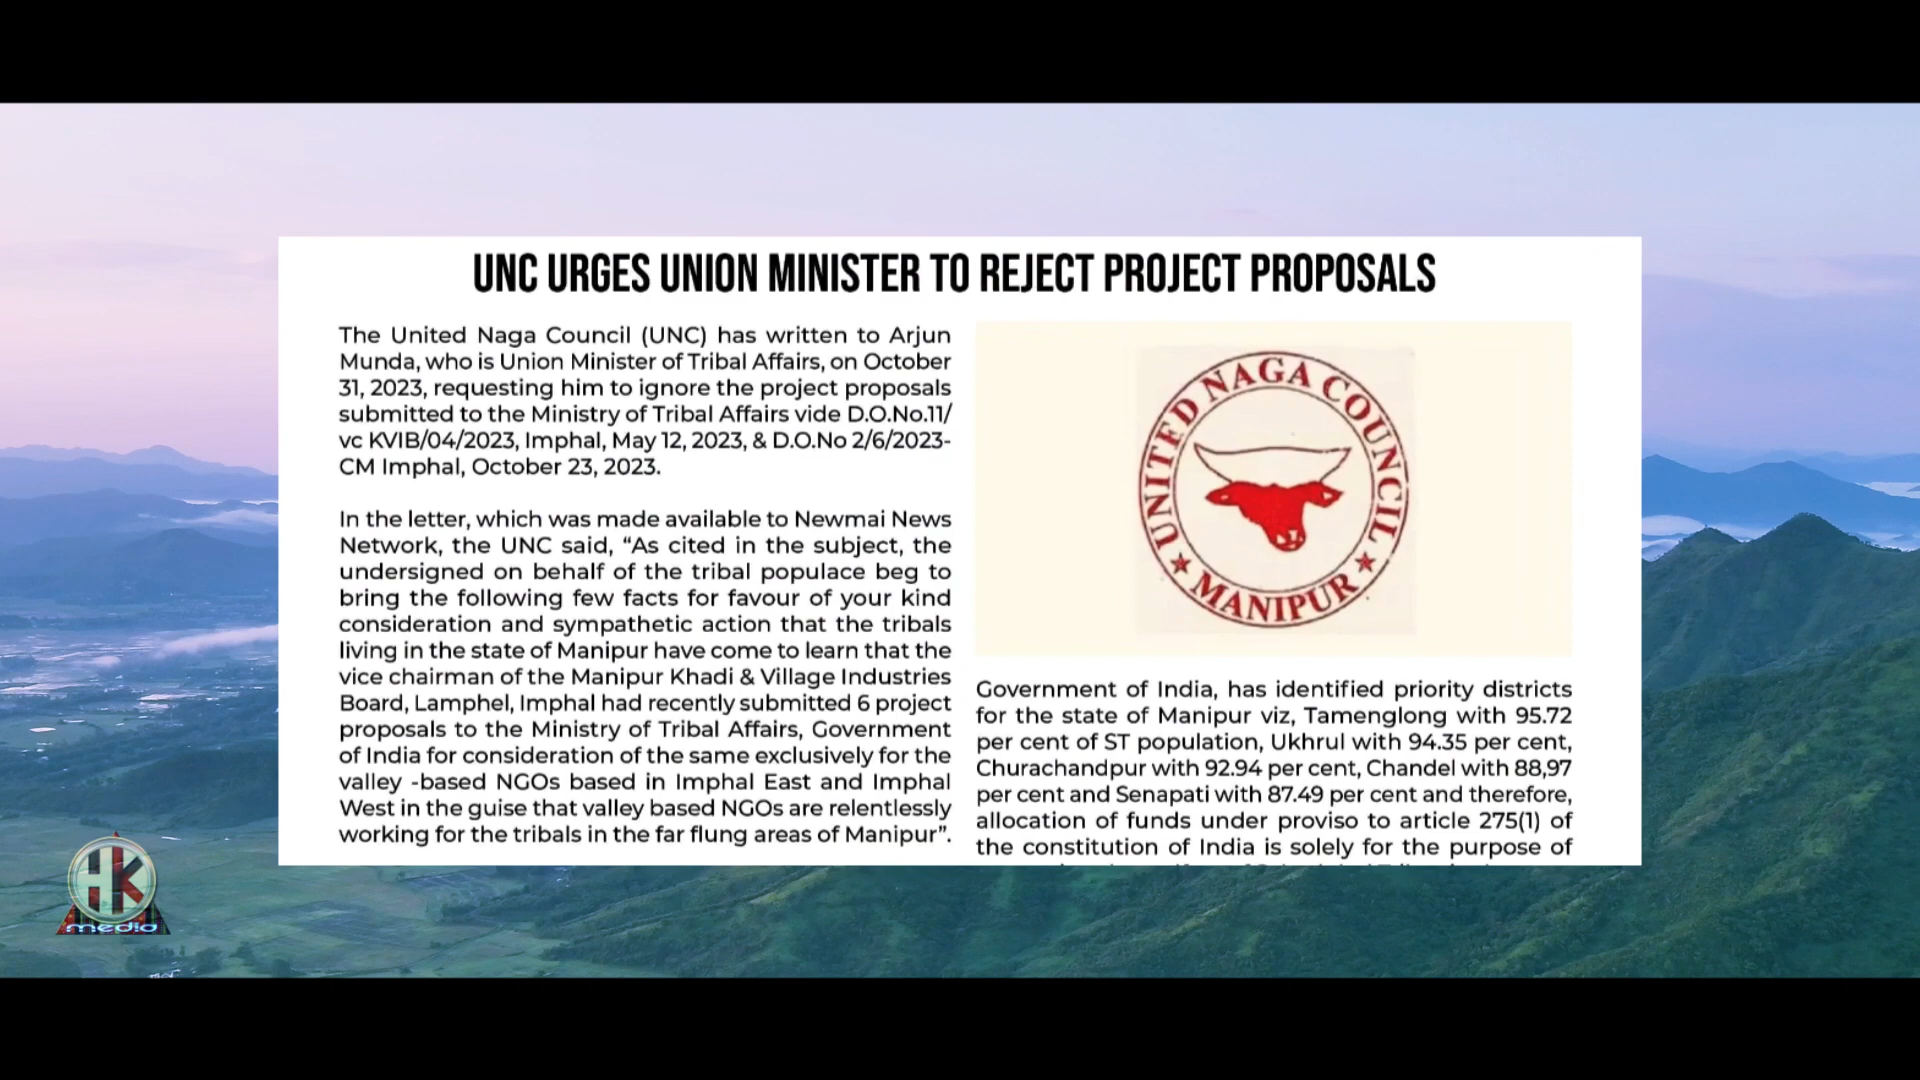 UNC URGES UNION MINISTER TO REJECT PROJECT PROPOSALS
The United Naga Council (UNC) has written to Arjun
Munda, who is Union Minister of Tribal Affairs, on October
31, 2023, requesting him to ignore the project proposals
submitted to the Ministry of Tribal Affairs vide D.O.No.11/
vc KVIB/04/2023, Imphal, May 12, 2023, & D.O.No 2/6/2023-
CM Imphal, October 23, 2023.
In the letter, which was made available to Newmai News
Network, the UNC said, “As cited in the subject, the
undersigned on behalf of the tribal populace beg to
bring the following few facts for favour of your kind
consideration and sympathetic action that the tribals
living in the state of Manipur have come to learn that the
vice chairman of the Manipur Khadi & Village Industries
Board, Lamphel, Imphal had recently submitted 6 project
proposals to the Ministry of Tribal Affairs, Government
of India for consideration of the same exclusively for the
valley -based NGOs based in Imphal East and Imphal
West in the guise that valley based NGOs are relentlessly
working for the tribals in the far flung areas of Manipur”.
UNITED NAGA COUNCIL
MANIPUR
Government of India, has identified priority districts
for the state of Manipur viz, Tamenglong with 95.72
per cent of ST population, Ukhrul with 94.35 per cent,
Churachandpur with 92.94 per cent, Chandel with 88,97
per cent and Senapati with 87.49 per cent and therefore,
allocation of funds under proviso to article 275(1) of
the constitution of India is solely for the purpose of
HK
media